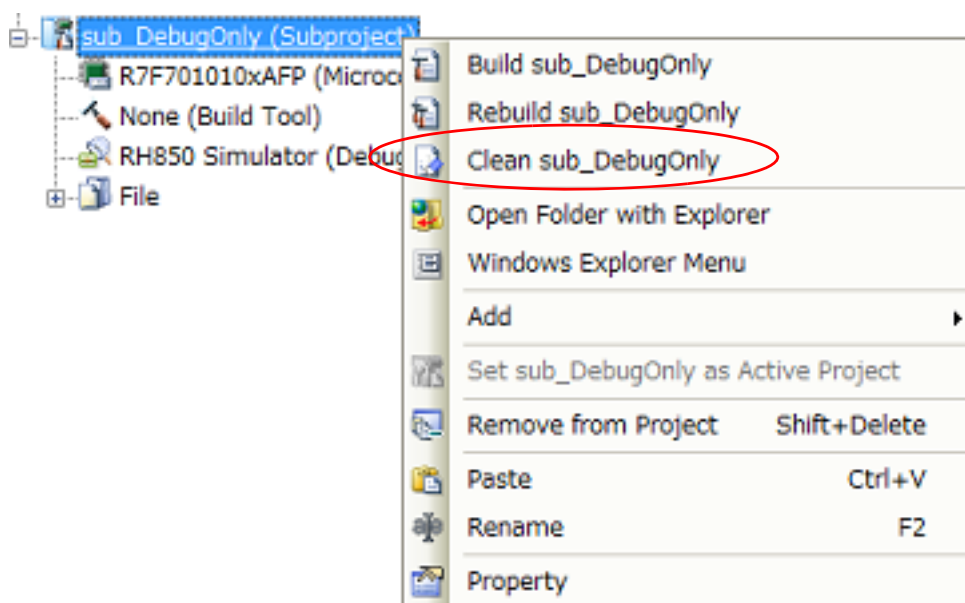 sub_DebugOnly (Subproject)
R7F701010xAFP (Microc
None (Build Tool)
RH850 Simulator (Debug
File
Build sub_DebugOnly
Rebuild sub_DebugOnly
Clean sub_DebugOnly
Open Folder with Explorer
Windows Explorer Menu
Add
Set sub_DebugOnly as Active Project
Remove from Project Shift+Delete
Paste Ctrl+V
Rename F2
Property